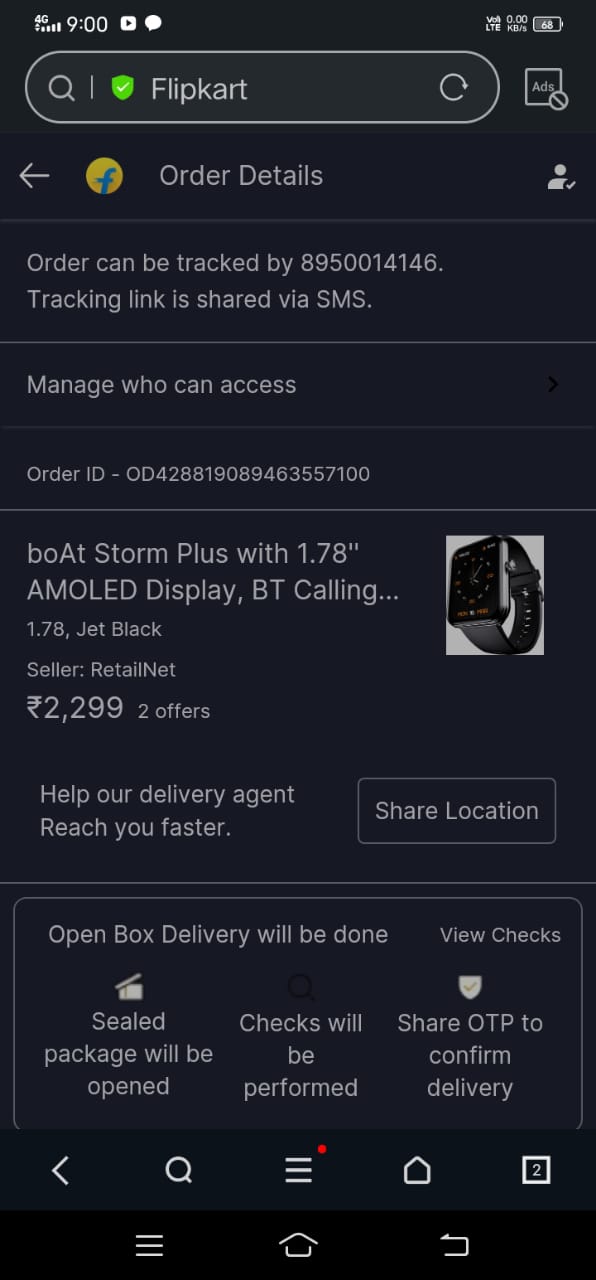 4G 9:00 Vo) LTE 0.00 KB/s 68
Flipkart
Ads
Order Details
Order can be tracked by 8950014146.
Tracking link is shared via SMS.
Manage who can access
Order ID - OD428819089463557100
boAt Storm Plus with 1.78"
AMOLED Display, BT Calling...
1.78, Jet Black
Seller: RetailNet
₹2,299 2 offers
Help our delivery agent
Reach you faster.
Share Location
Open Box Delivery will be done
View Checks
Sealed
package will be
opened
Checks will
be
performed
Share OTP to
confirm
delivery
2